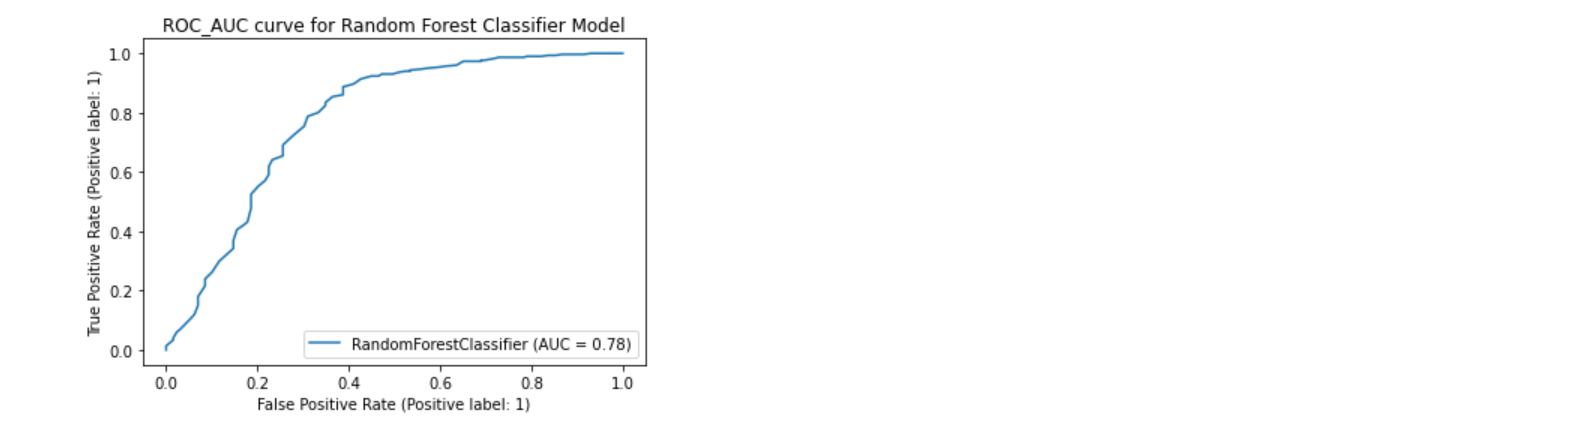 ROC_AUC curve for Random Forest Classifier Model
True Positive Rate (Positive label: 1)
1.0
0.8
0.6
0.4
0.2
0.0
RandomForestClassifier (AUC = 0.78)
0.0 0.2 0.4 0.6 0.8 1.0
False Positive Rate (Positive label: 1)